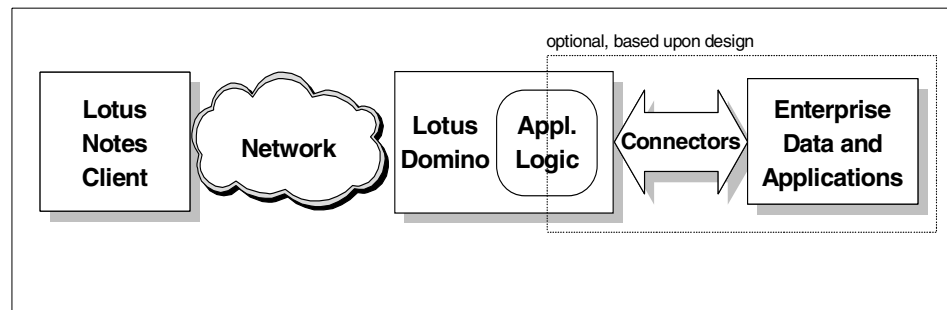 optional, based upon design
Lotus
Notes
Client
Network
Lotus
Domino
Appl.
Logic
Connectors
Enterprise
Data and
Applications